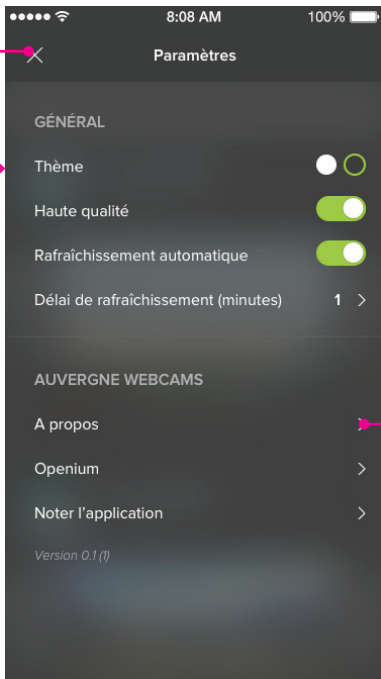 8:08 AM 100%
Paramètres
GÉNÉRAL
Thème
Haute qualité
Rafraîchissement automatique
Délai de rafraîchissement (minutes) 1
AUVERGNE WEBCAMS
A propos
Openium
Noter l'application
Version 0.1 (1)